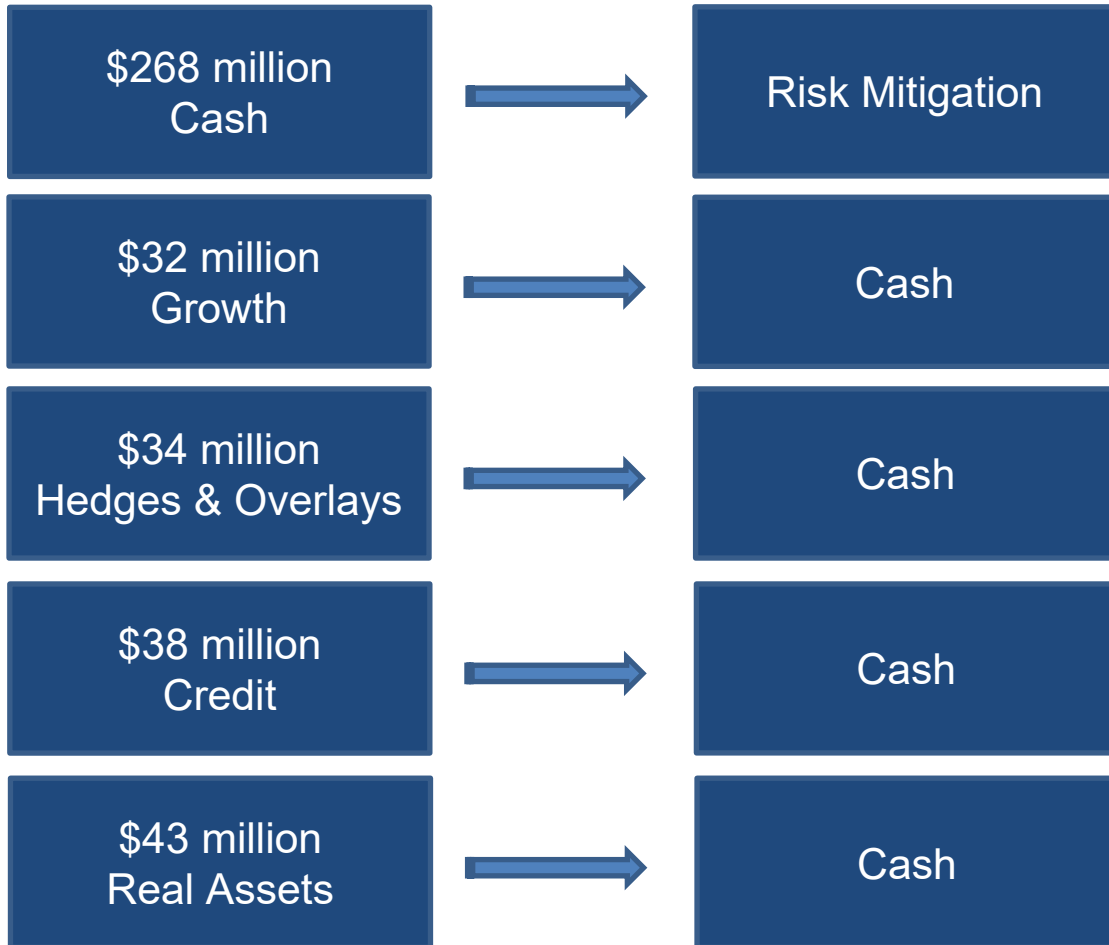 $268 million
Cash
Risk Mitigation
$32 million
Growth
Cash
$34 million
Hedges & Overlays
Cash
$38 million
Credit
Cash
$43 million
Real Assets
Cash